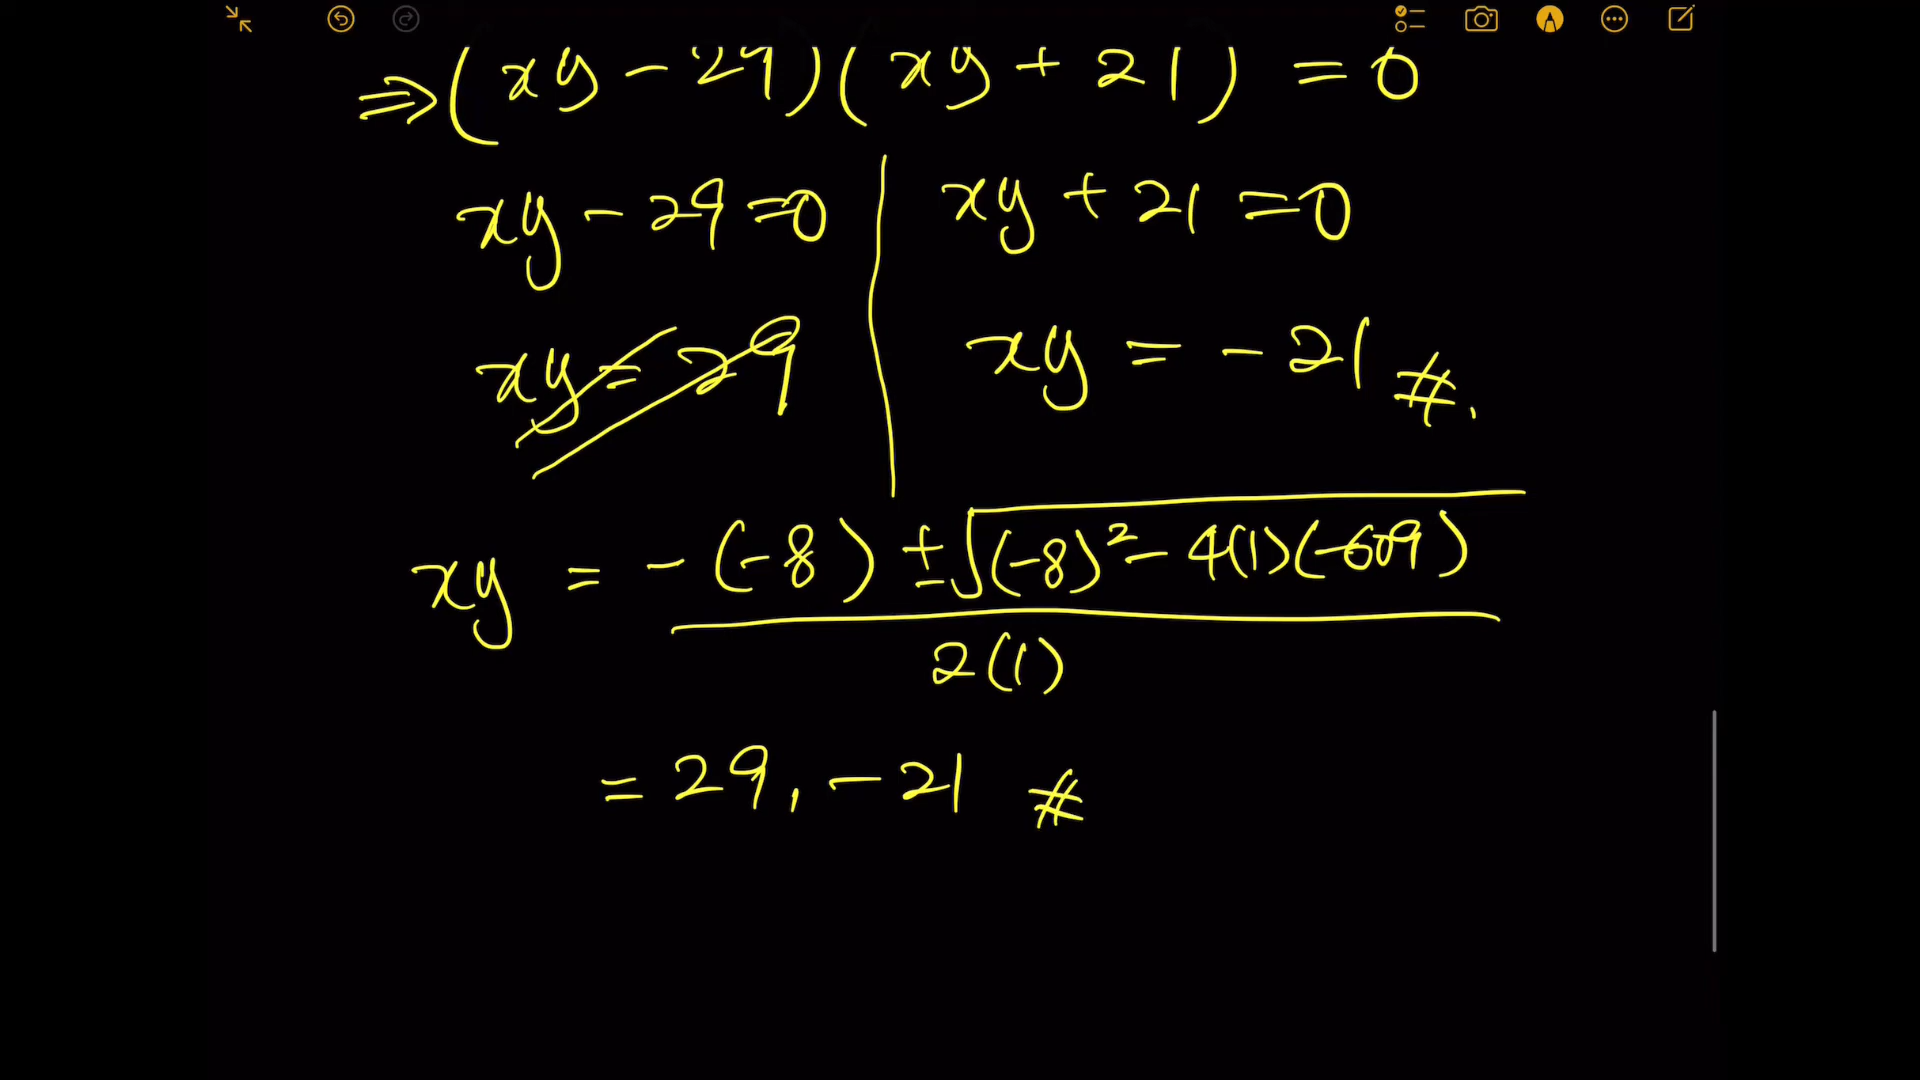 ⇒(xy - 29)(xy + 21) = 0
xy - 29 = 0
xy + 21 = 0
xy = 29
xy = -21 #.
xy = -(-8) ± √(-8)² - 4(1)(-609)
2(1)
= 29, -21 #